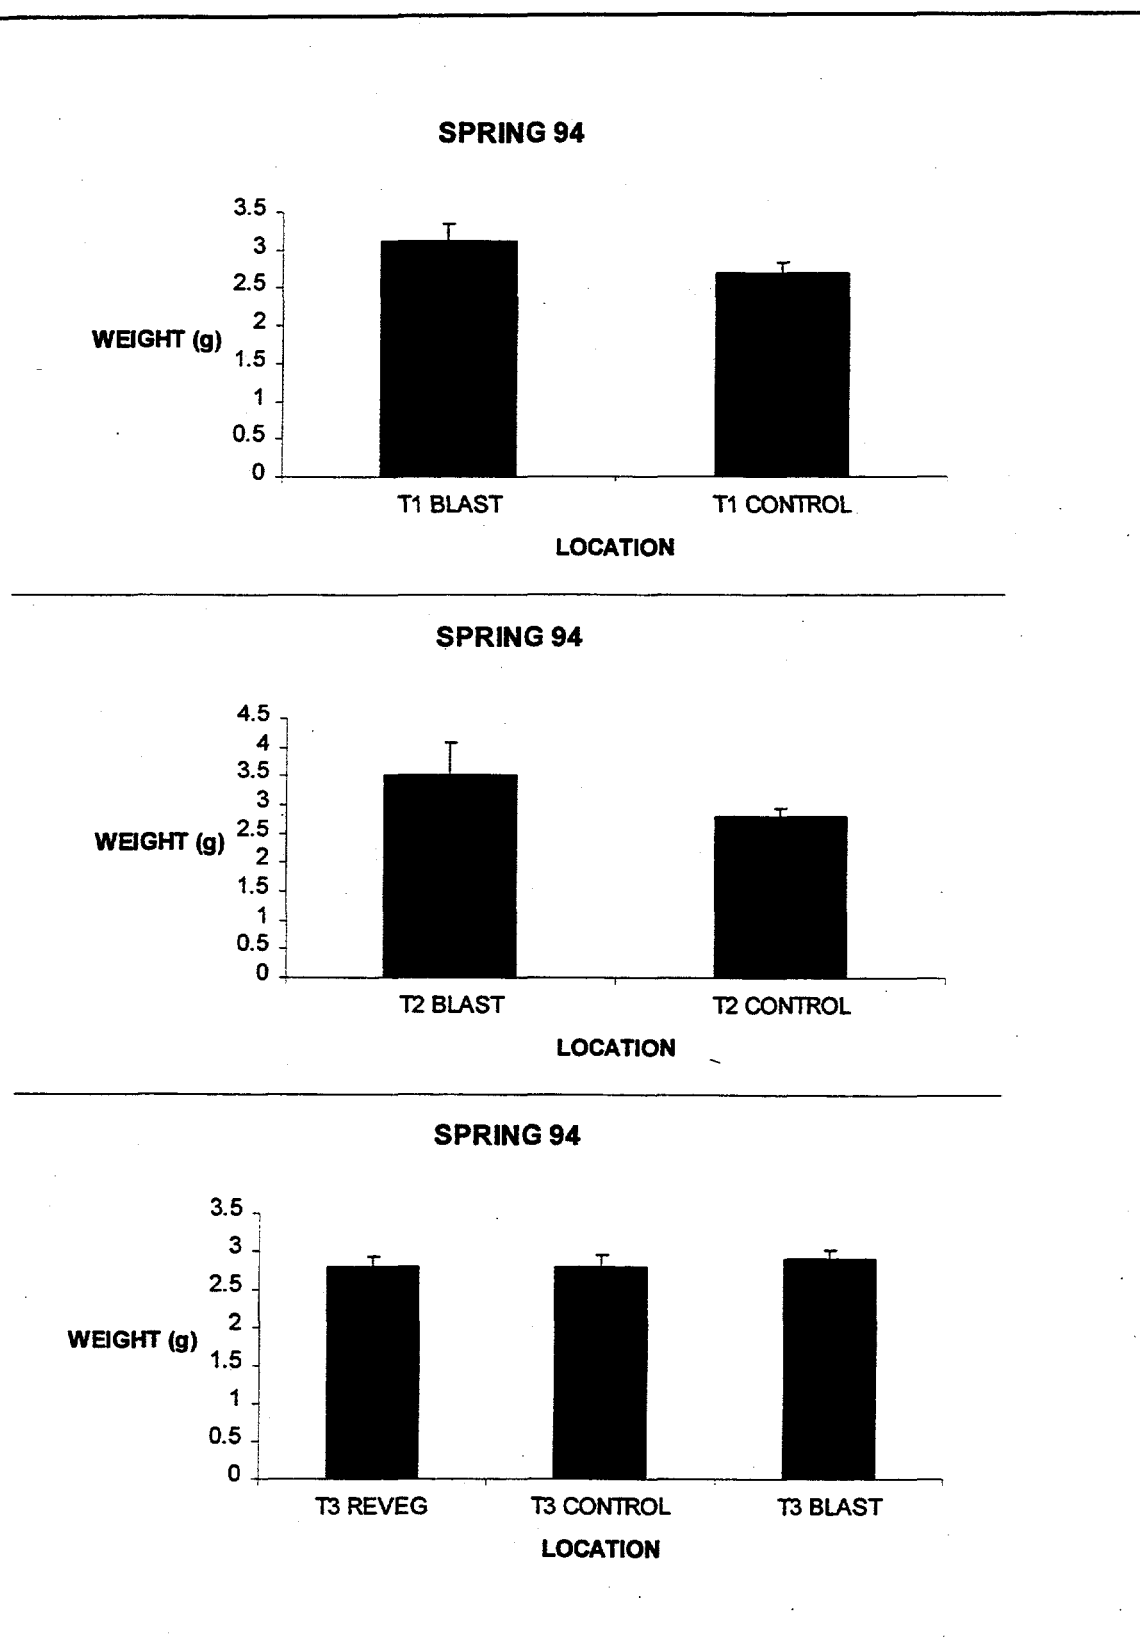 SPRING 94
3.5
3
2.5
2
WEIGHT (g)
1.5
1
0.5
0
T1 BLAST T1 CONTROL
LOCATION
SPRING 94
4.5
4
3.5
3
2.5
WEIGHT (g)
2
1.5
1
0.5
0
T2 BLAST T2 CONTROL
LOCATION
SPRING 94
3.5
3
2.5
2
WEIGHT (g)
1.5
1
0.5
0
T3 REVEG T3 CONTROL T3 BLAST
LOCATION